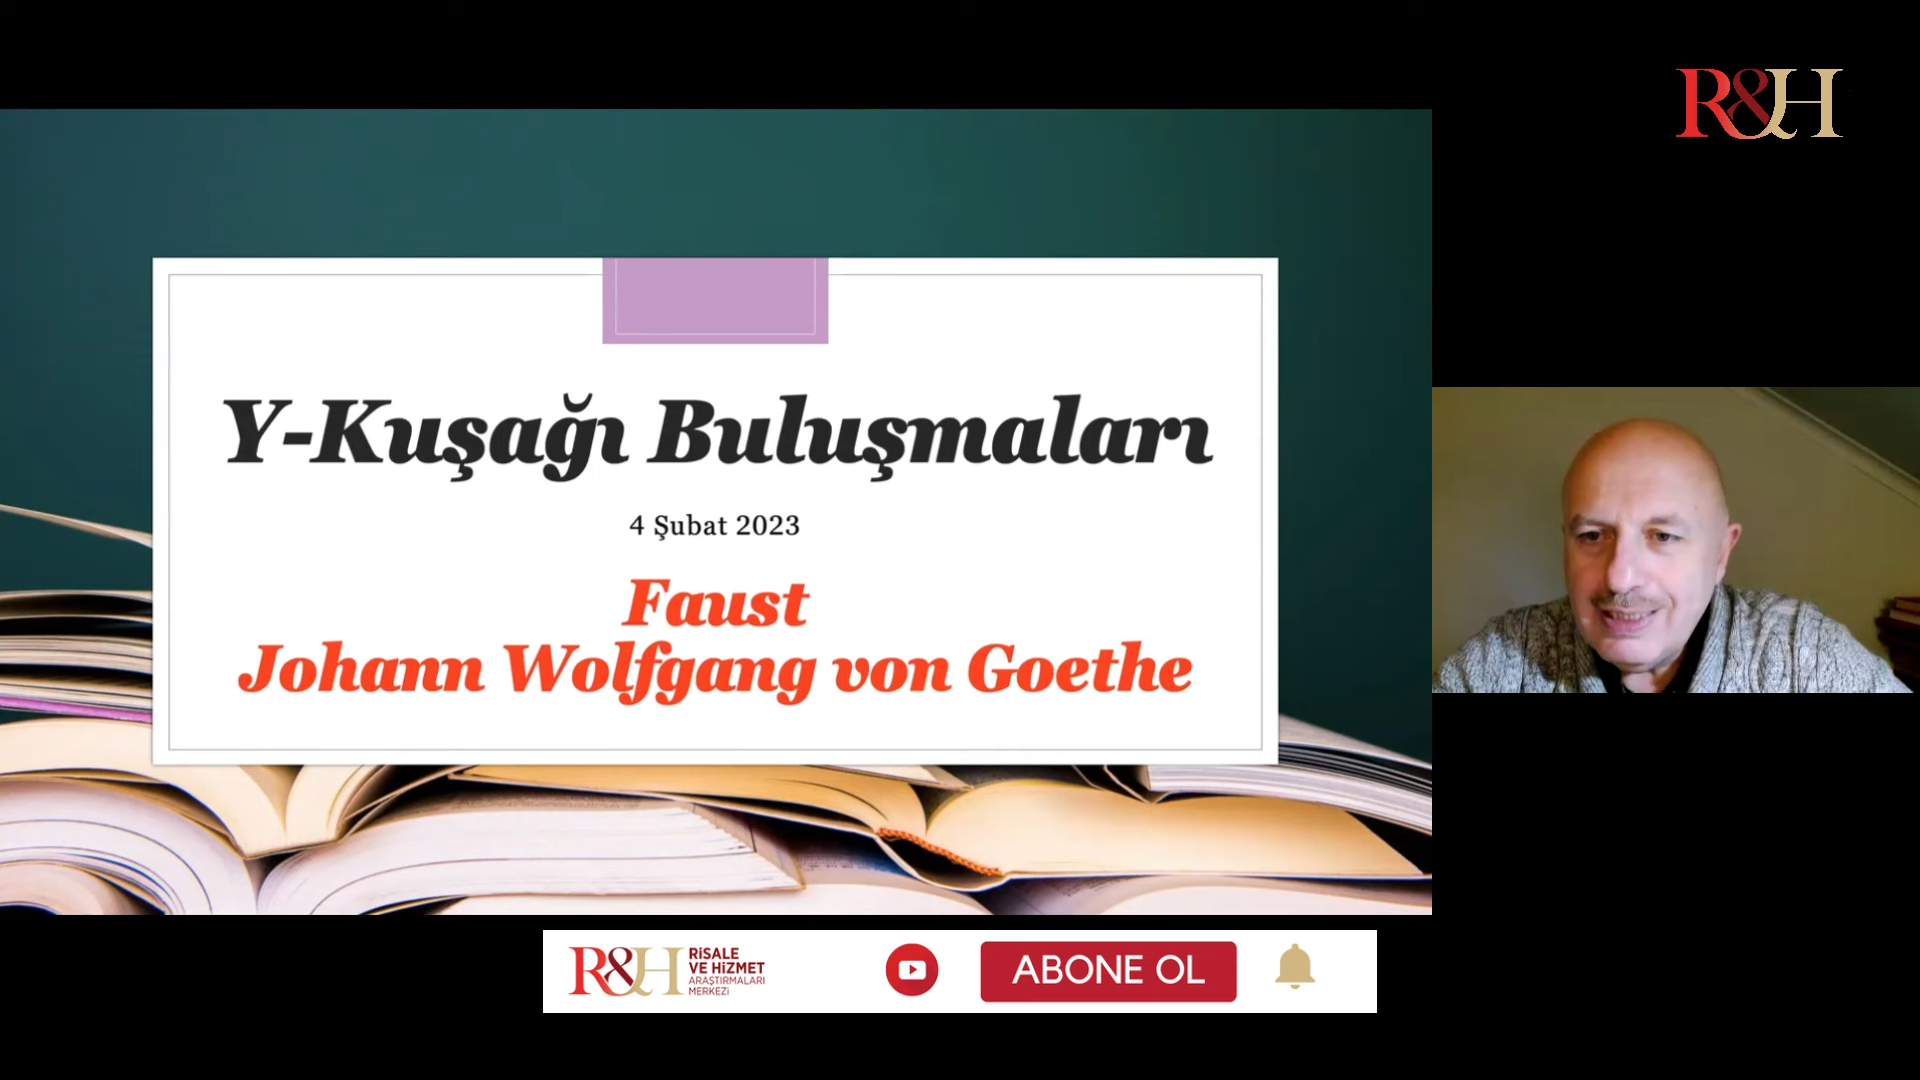 R&H
Y-Kuşağı Buluşmaları
4 Şubat 2023
Faust
Johann Wolfgang von Goethe
R&H
RİSALE
VE HİZMET
ARAŞTIRMALARI
MERKEZİ
ABONE OL